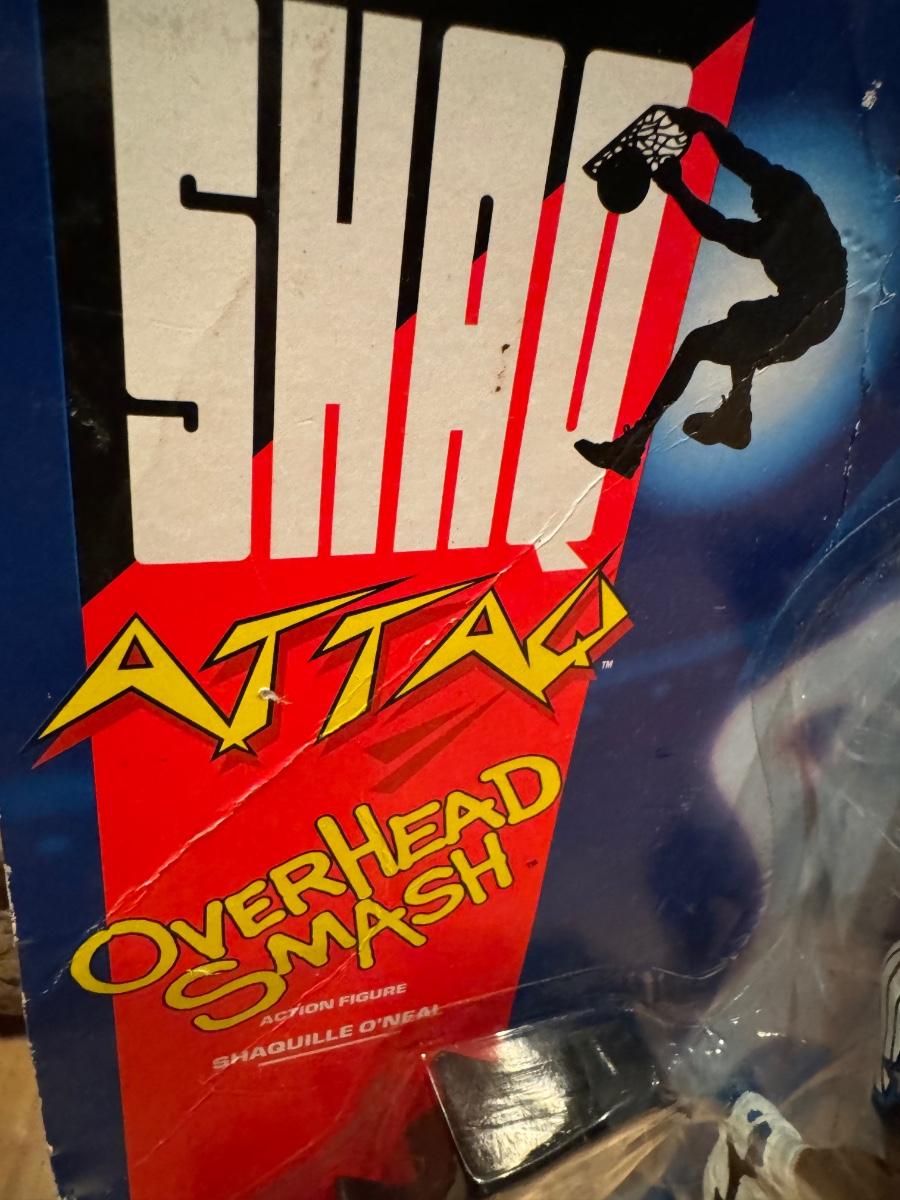 SHAQ
ATTAQ™
OVERHEAD
SMASH™
ACTION FIGURE
SHAQUILLE O'NEAL